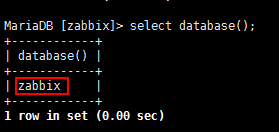 MariaDB [zabbix]> select database();
+------------+
| database() |
+------------+
| zabbix     |
+------------+
1 row in set (0.00 sec)